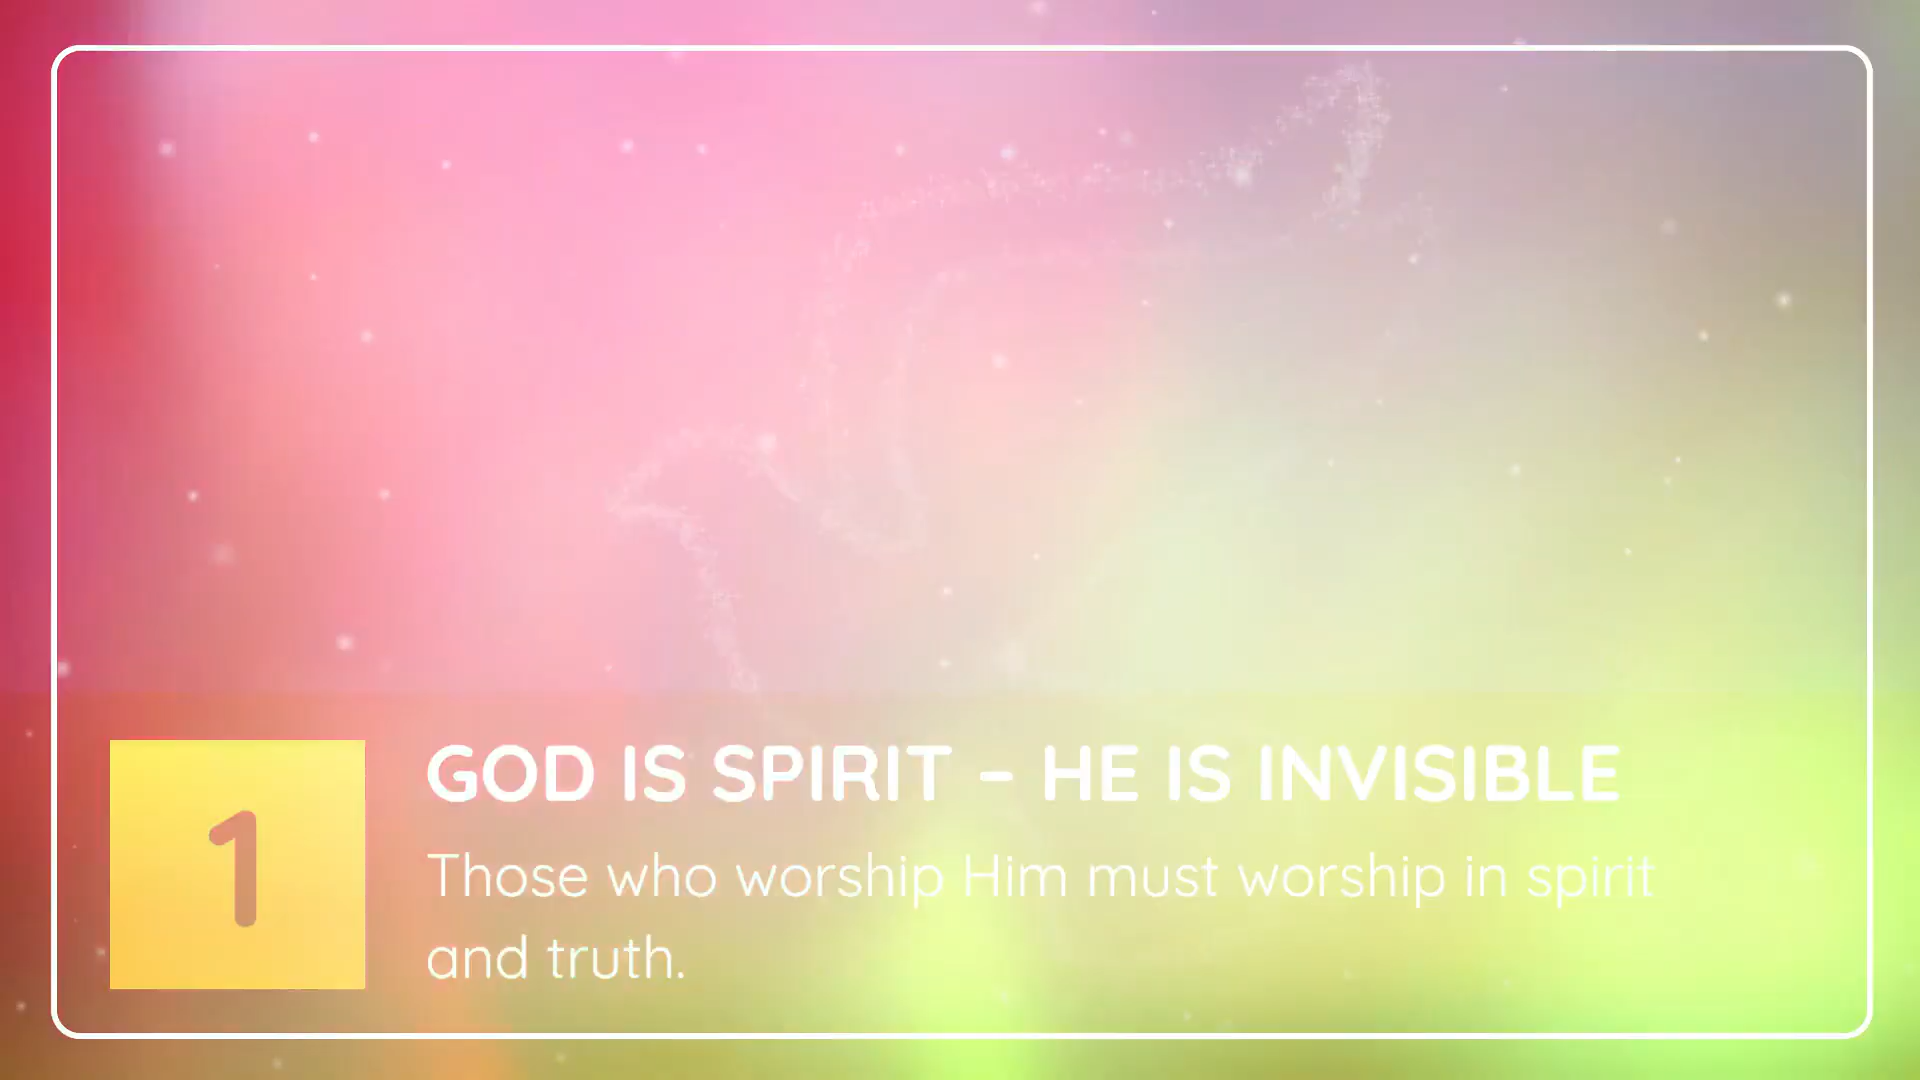 1
GOD IS SPIRIT – HE IS INVISIBLE
Those who worship Him must worship in spirit
and truth.